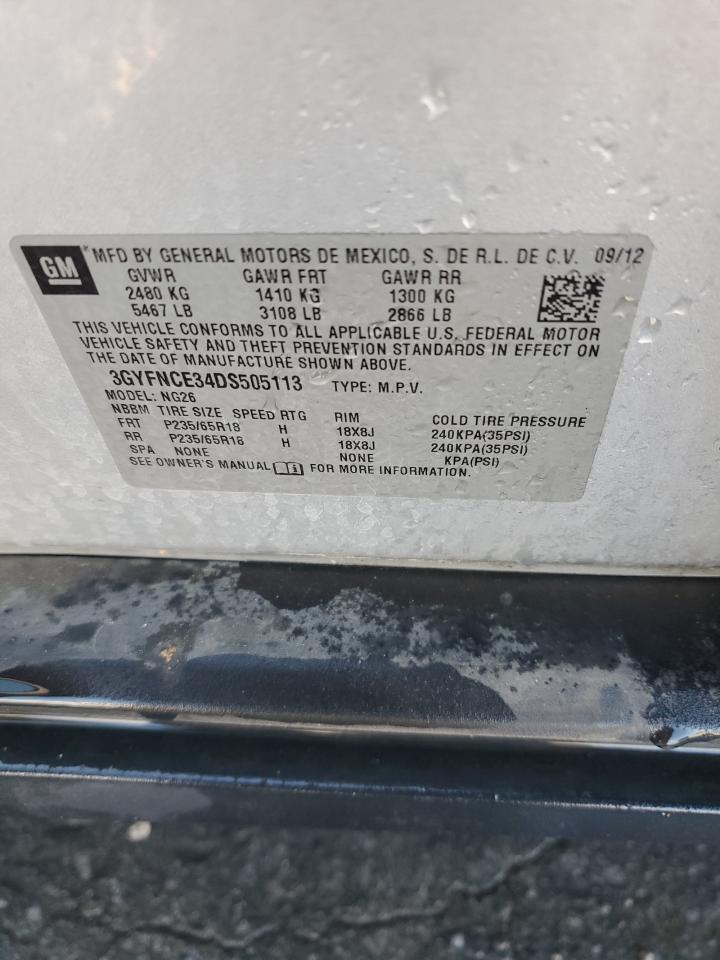 GM MFD BY GENERAL MOTORS DE MEXICO, S. DE R.L. DE C.V. 09/12
GVWR GAWR FRT GAWR RR
2480 KG 1410 KG 1300 KG
5467 LB 3108 LB 2866 LB
THIS VEHICLE CONFORMS TO ALL APPLICABLE U.S. FEDERAL MOTOR
VEHICLE SAFETY AND THEFT PREVENTION STANDARDS IN EFFECT ON
THE DATE OF MANUFACTURE SHOWN ABOVE.
3GYFNCE34DS505113 TYPE: M.P.V.
MODEL: NG26
NBBM TIRE SIZE SPEED RTG RIM COLD TIRE PRESSURE
FRT P235/65R18 H 18X8J 240KPA(35PSI)
RR P235/65R18 H 18X8J 240KPA(35PSI)
SPA NONE NONE KPA(PSI)
SEE OWNER'S MANUAL FOR MORE INFORMATION.